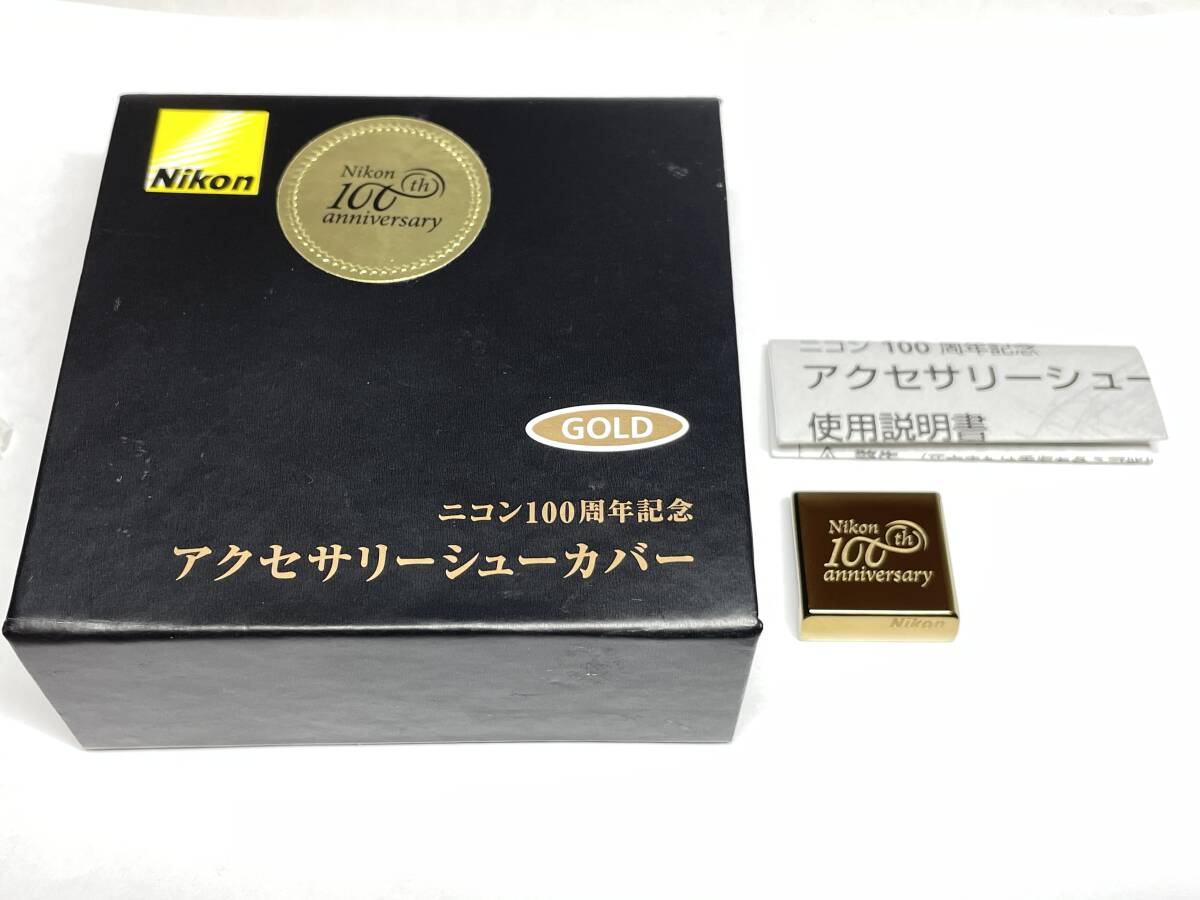 Nikon
Nikon
100th
anniversary
GOLD
ニコン100周年記念
アクセサリーシューカバー
ニコン 100 周年記念
アクセサリーシュー
使用説明書
Nikon
100th
anniversary
Nikon